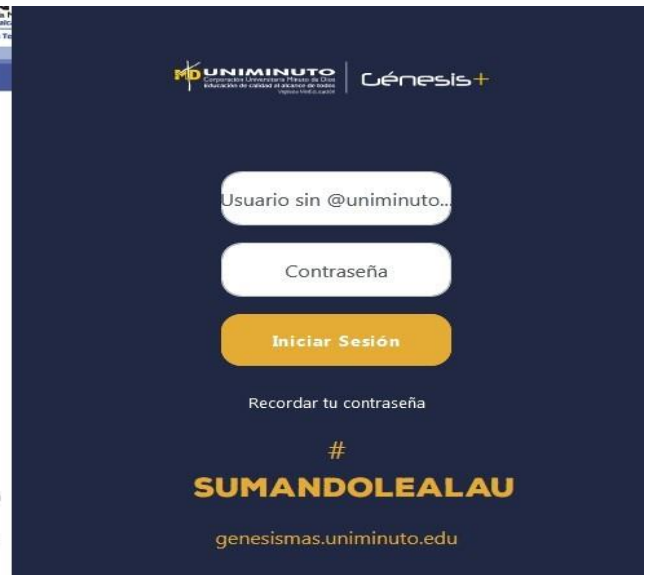 UNIMINUTO
Corporación Universitaria Minuto de Dios
Educación de calidad al alcance de todos
Génesis+
Usuario sin @uniminuto...
Contraseña
Iniciar Sesión
Recordar tu contraseña
#
SUMANDOLEALAU
genesismas.uniminuto.edu